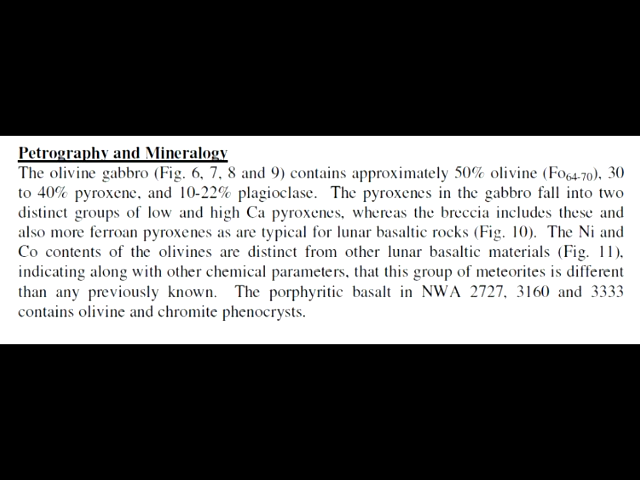 Petrography and Mineralogy
The olivine gabbro (Fig. 6, 7, 8 and 9) contains approximately 50% olivine (Fo64-70), 30
to 40% pyroxene, and 10-22% plagioclase. The pyroxenes in the gabbro fall into two
distinct groups of low and high Ca pyroxenes, whereas the breccia includes these and
also more ferroan pyroxenes as are typical for lunar basaltic rocks (Fig. 10). The Ni and
Co contents of the olivines are distinct from other lunar basaltic materials (Fig. 11),
indicating along with other chemical parameters, that this group of meteorites is different
than any previously known. The porphyritic basalt in NWA 2727, 3160 and 3333
contains olivine and chromite phenocrysts.